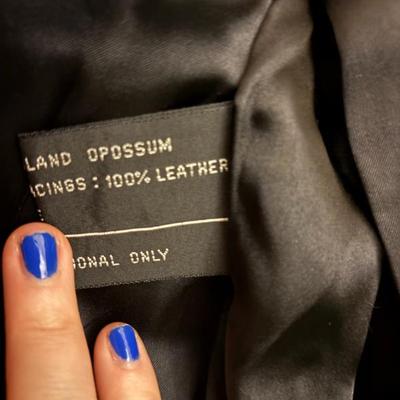 LAND OPOSSUM
ACINGS : 100% LEATHER
ONAL ONLY